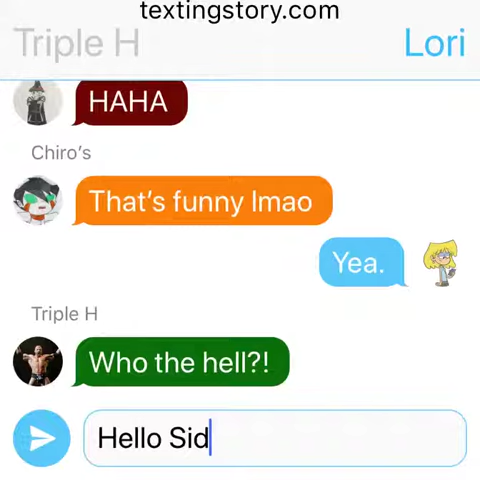 textingstory.com
Triple H
Lori
HAHA
Chiro's
That's funny lmao
Yea.
Triple H
Who the hell?!
Hello Sid